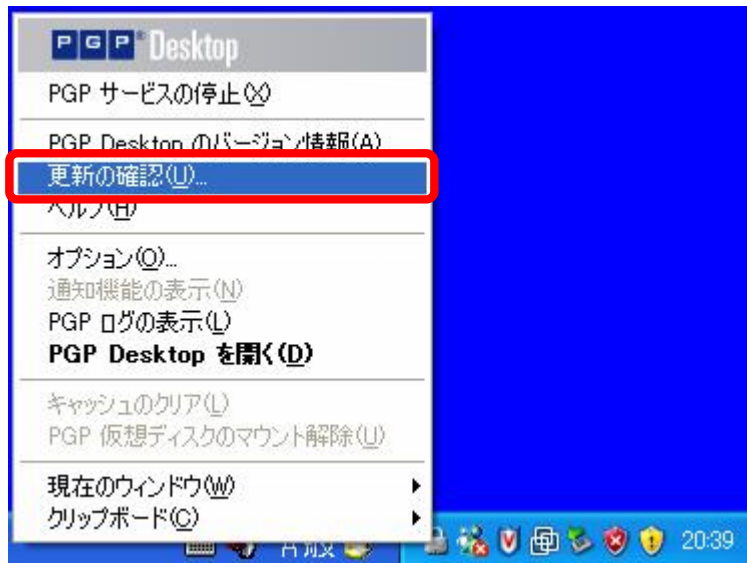 PGP® Desktop
PGP サービスの停止(X)
PGP Desktop のバージョン情報(A)
更新の確認(U)...
ヘルプ(H)
オプション(O)...
通知機能の表示(N)
PGP ログの表示(L)
PGP Desktop を開く(D)
キャッシュのクリア(L)
PGP 仮想ディスクのマウント解除(U)
現在のウィンドウ(W)
クリップボード(C)
20:39